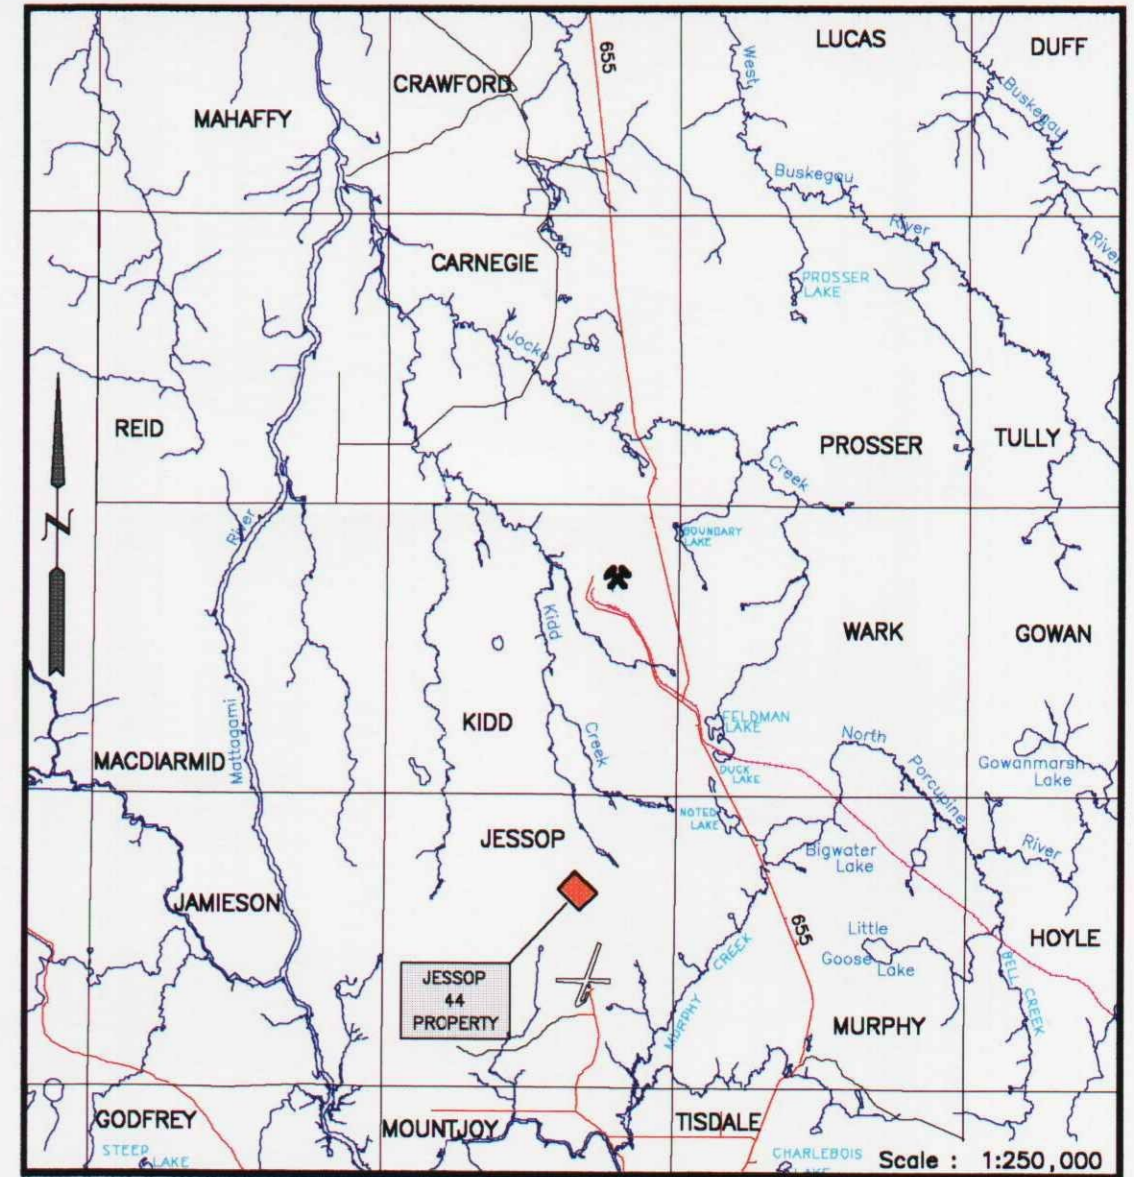 LUCAS
DUFF
655
West
CRAWFORD
Buskegau
MAHAFFY
Buskegau
River
River
CARNEGIE
PROSSER
LAKE
Jocko
REID
TULLY
PROSSER
Creek
N
River
BOUNDARY
LAKE
Kidd
WARK
GOWAN
Mattagami
KIDD
FELDMAN
LAKE
Creek
North
MACDIARMID
DUCK
LAKE
Porcupine
Gowanmarsh
Lake
NOTED
LAKE
JESSOP
River
Bigwater
Lake
JAMIESON
655
Little
Goose Lake
HOYLE
CREEK
BELL CREEK
JESSOP
44
PROPERTY
MURPHY
MURPHY
GODFREY
MOUNTJOY
TISDALE
STEEP
LAKE
CHARLEBOIS
LAKE
Scale : 1:250,000